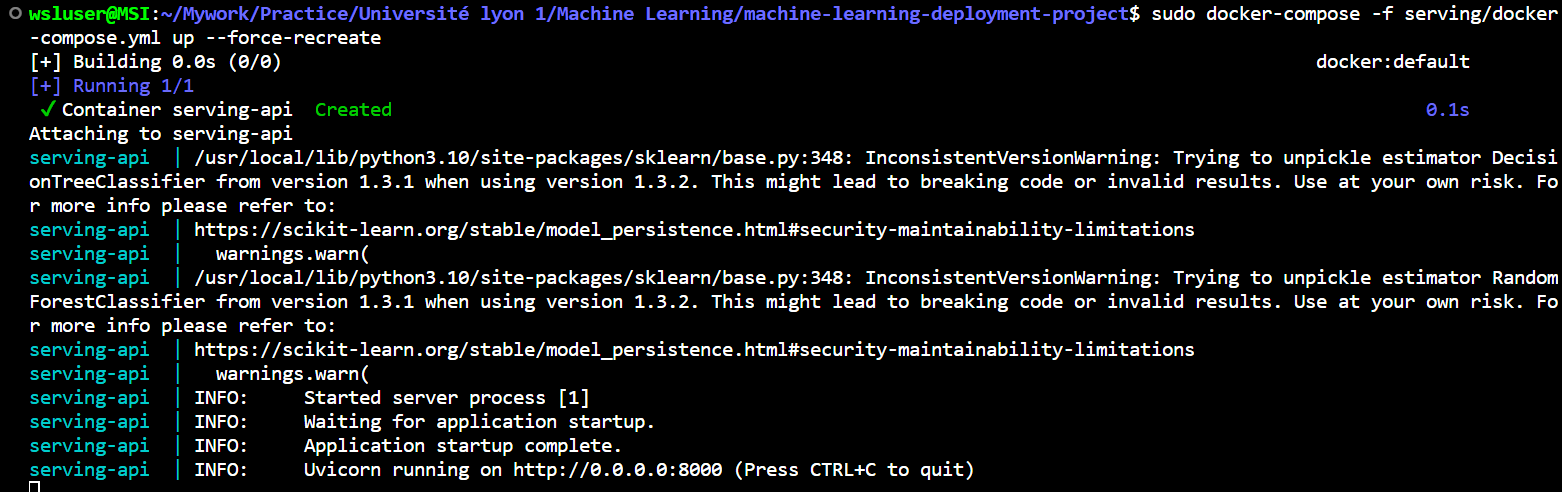 wsluser@MSI:~/Mywork/Practice/Université lyon 1/Machine Learning/machine-learning-deployment-project$ sudo docker-compose -f serving/docker
-compose.yml up --force-recreate
[+] Building 0.0s (0/0) docker:default
[+] Running 1/1
✓ Container serving-api Created 0.1s
Attaching to serving-api
serving-api | /usr/local/lib/python3.10/site-packages/sklearn/base.py:348: InconsistentVersionWarning: Trying to unpickle estimator Decisi
onTreeClassifier from version 1.3.1 when using version 1.3.2. This might lead to breaking code or invalid results. Use at your own risk. Fo
r more info please refer to:
serving-api | https://scikit-learn.org/stable/model_persistence.html#security-maintainability-limitations
serving-api | warnings.warn(
serving-api | /usr/local/lib/python3.10/site-packages/sklearn/base.py:348: InconsistentVersionWarning: Trying to unpickle estimator Random
ForestClassifier from version 1.3.1 when using version 1.3.2. This might lead to breaking code or invalid results. Use at your own risk. Fo
r more info please refer to:
serving-api | https://scikit-learn.org/stable/model_persistence.html#security-maintainability-limitations
serving-api | warnings.warn(
serving-api | INFO: Started server process [1]
serving-api | INFO: Waiting for application startup.
serving-api | INFO: Application startup complete.
serving-api | INFO: Uvicorn running on http://0.0.0.0:8000 (Press CTRL+C to quit)